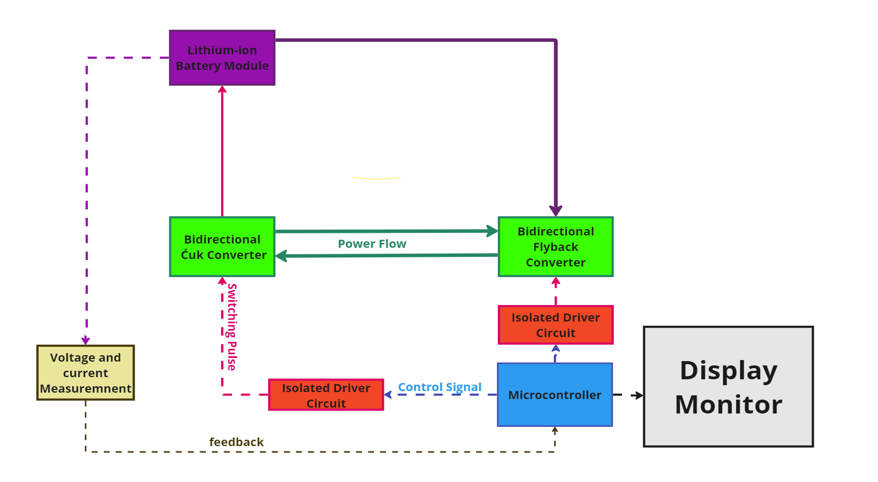 Lithium-ion
Battery Module
Bidirectional
Ćuk Converter
Power Flow
Bidirectional
Flyback
Converter
Switching Pulse
Isolated Driver
Circuit
Voltage and
current
Measuremnent
Isolated Driver
Circuit
Control Signal
Microcontroller
Display
Monitor
feedback